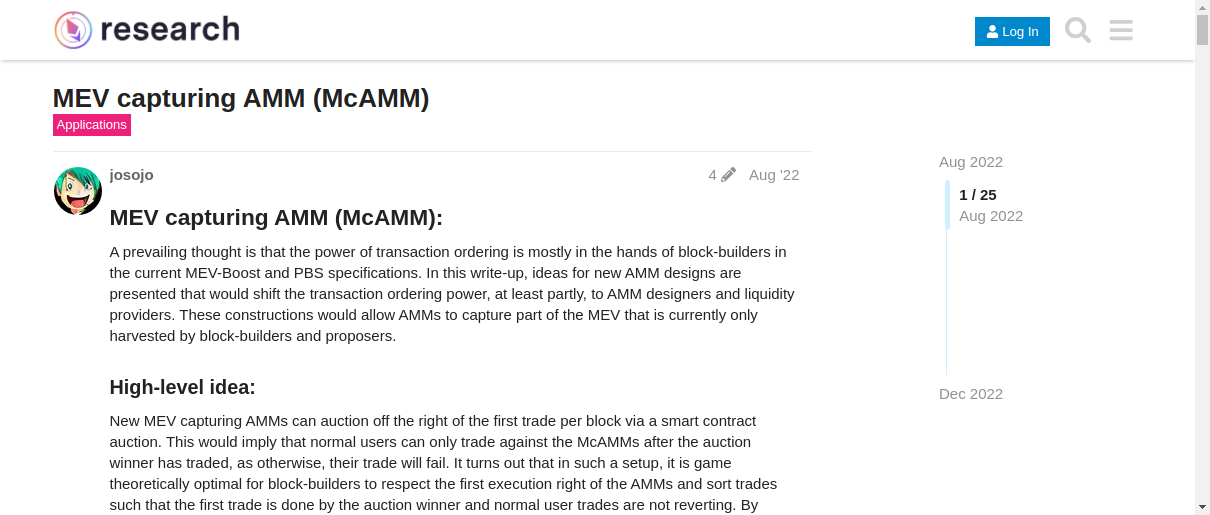 research
Log In
MEV capturing AMM (McAMM)
Applications
josojo
4
Aug '22
MEV capturing AMM (McAMM):
A prevailing thought is that the power of transaction ordering is mostly in the hands of block-builders in
the current MEV-Boost and PBS specifications. In this write-up, ideas for new AMM designs are
presented that would shift the transaction ordering power, at least partly, to AMM designers and liquidity
providers. These constructions would allow AMMs to capture part of the MEV that is currently only
harvested by block-builders and proposers.
High-level idea:
New MEV capturing AMMs can auction off the right of the first trade per block via a smart contract
auction. This would imply that normal users can only trade against the McAMMs after the auction
winner has traded, as otherwise, their trade will fail. It turns out that in such a setup, it is game
theoretically optimal for block-builders to respect the first execution right of the AMMs and sort trades
such that the first trade is done by the auction winner and normal user trades are not reverting. By
Aug 2022
1 / 25
Aug 2022
Dec 2022